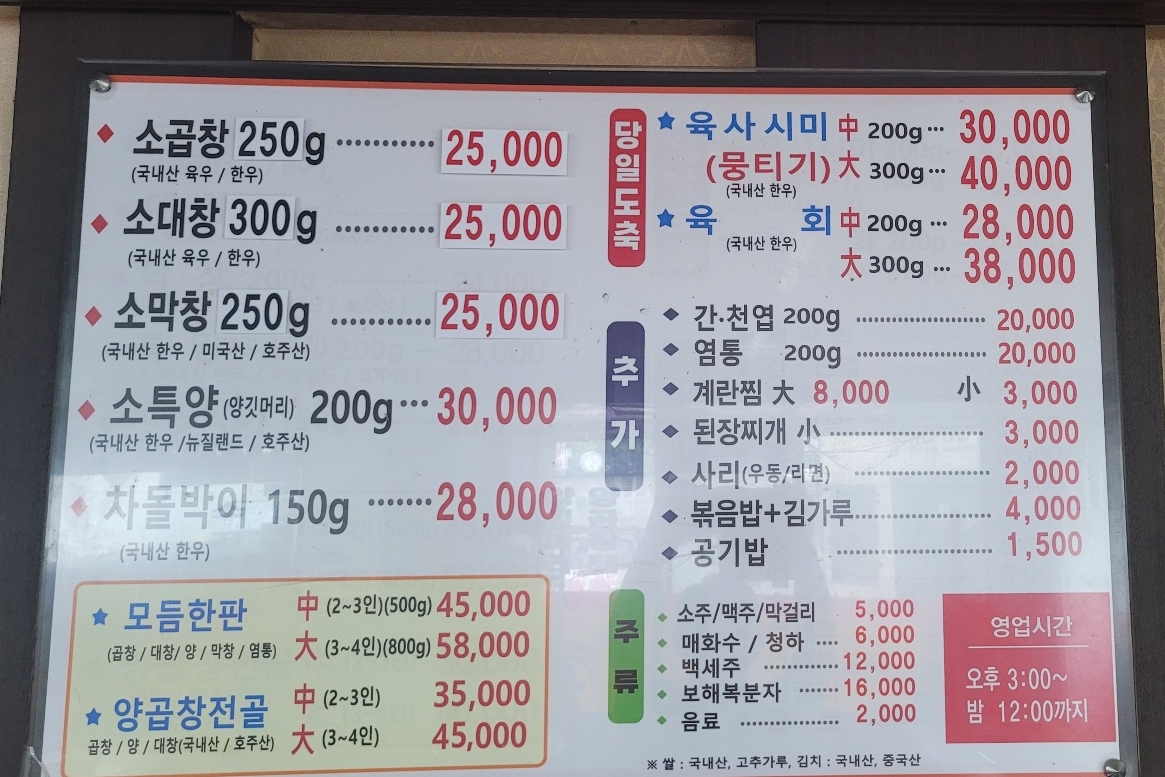 소곱창 250g ········ 25,000
(국내산 육우 / 한우)
소대창 300g ········ 25,000
(국내산 육우 / 한우)
소막창 250g ········ 25,000
(국내산 한우 / 미국산 / 호주산)
소특양 (양깃머리) 200g ··· 30,000
(국내산 한우 /뉴질랜드 / 호주산)
차돌박이 150g ······· 28,000
(국내산 한우)
모듬한판 中 (2~3인)(500g) 45,000
(곱창 / 대창/ 양 / 막창 / 염통) 大 (3~4인)(800g) 58,000
양곱창전골 中 (2~3인) 35,000
곱창 / 양 / 대창(국내산 / 호주산) 大 (3~4인) 45,000
당일도축
육사시미 中 200g ··· 30,000
(뭉티기) 大 300g ··· 40,000
(국내산 한우)
육 회 中 200g ··· 28,000
(국내산 한우)
大 300g ··· 38,000
추가
간·천엽 200g ········ 20,000
염통 200g ········ 20,000
계란찜 大 8,000 小 3,000
된장찌개 小 ········ 3,000
사리(우동/라면) ········ 2,000
볶음밥+김가루 ········ 4,000
공기밥 ········ 1,500
주류
소주/맥주/막걸리 5,000
매화수 / 청하 ···· 6,000
백세주 ········ 12,000
보해복분자 ······· 16,000
음료 ········ 2,000
영업시간
오후 3:00~
밤 12:00까지
※ 쌀 : 국내산, 고추가루, 김치 : 국내산, 중국산